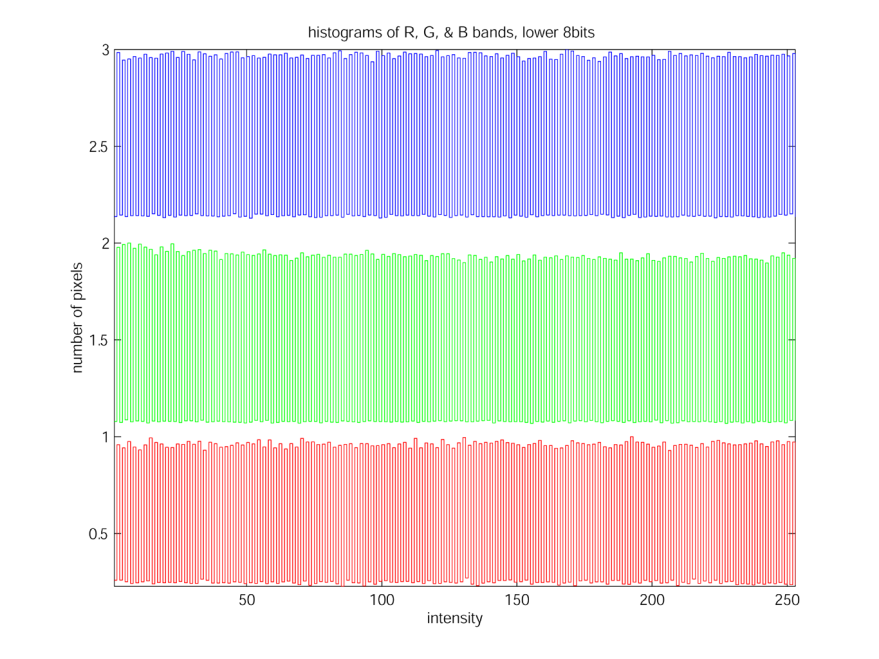 histograms of R, G, & B bands, lower 8bits
3
2.5
2
1.5
1
0.5
number of pixels
50 100 150 200 250
intensity